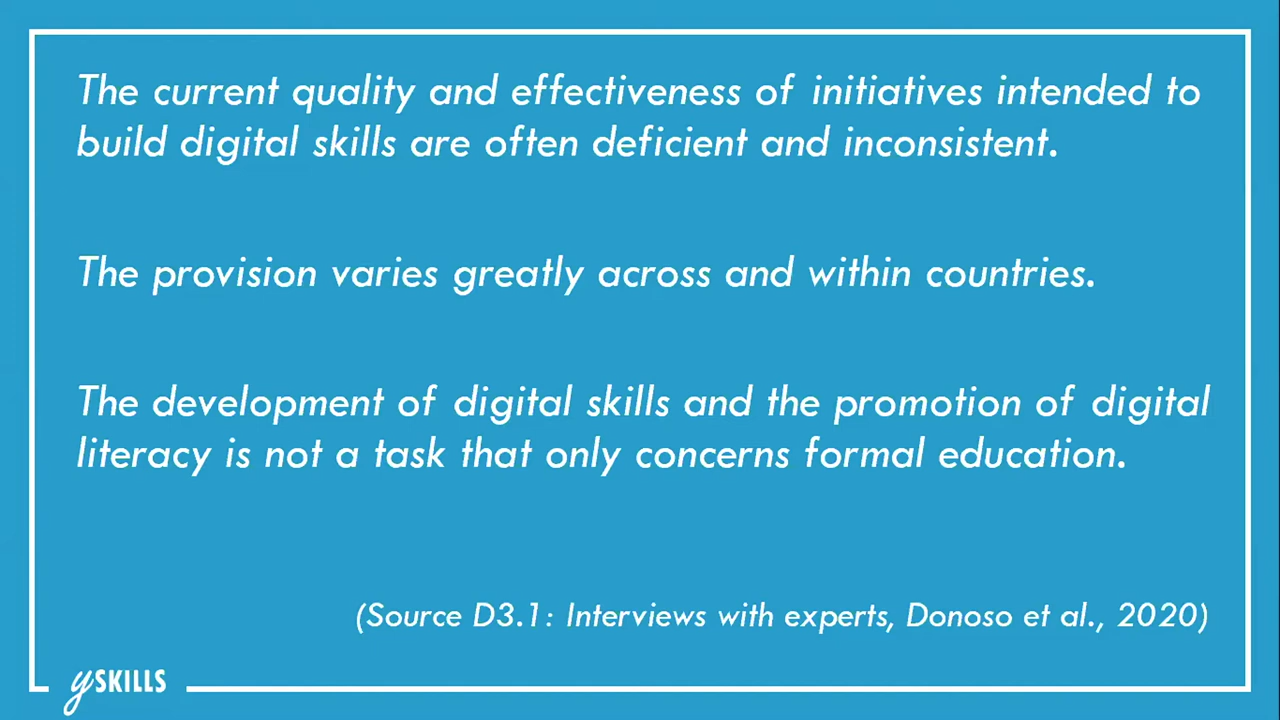 The current quality and effectiveness of initiatives intended to
build digital skills are often deficient and inconsistent.
The provision varies greatly across and within countries.
The development of digital skills and the promotion of digital
literacy is not a task that only concerns formal education.
(Source D3.1: Interviews with experts, Donoso et al., 2020)
ySKILLS